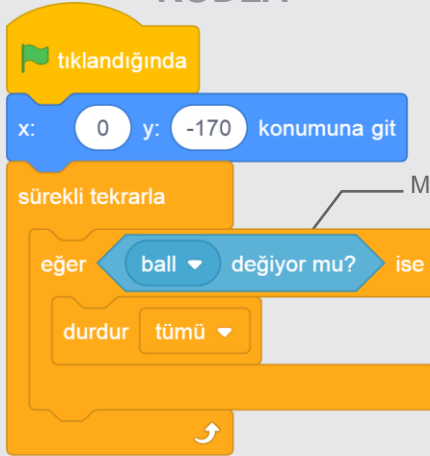 tıklandığında
x: 0 y: -170 konumuna git
sürekli tekrarla
M
eğer ball değiyor mu? ise
durdur tümü